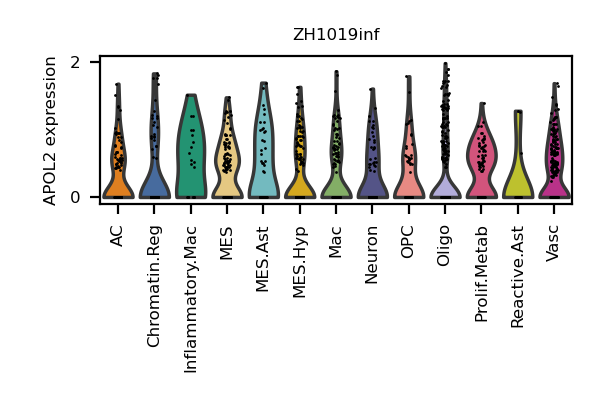 ZH1019inf
APOL2 expression
2
0
AC
Chromatin.Reg
Inflammatory.Mac
MES
MES.Ast
MES.Hyp
Mac
Neuron
OPC
Oligo
Prolif.Metab
Reactive.Ast
Vasc